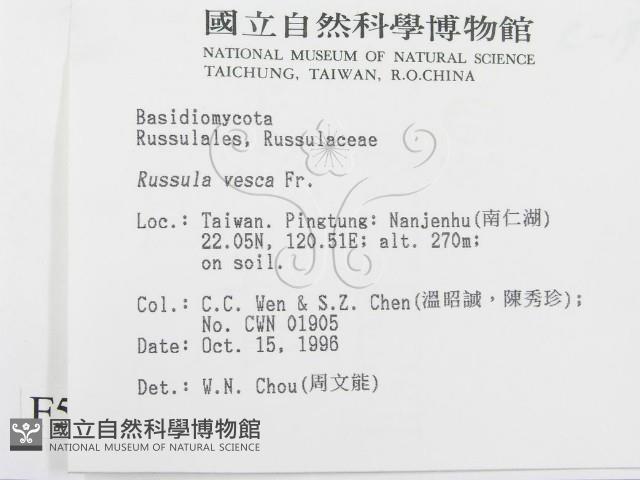 國立自然科學博物館
NATIONAL MUSEUM OF NATURAL SCIENCE
TAICHUNG, TAIWAN, R.O.CHINA
Basidiomycota
Russulales, Russulaceae
Russula vesca Fr.
Loc.: Taiwan. Pingtung: Nanjenhu(南仁湖)
22.05N, 120.51E; alt. 270m;
on soil.
Col.: C.C. Wen & S.Z. Chen(溫昭誠，陳秀珍);
No. CWN 01905
Date: Oct. 15, 1996
Det.: W.N. Chou(周文能)
國立自然科學博物館
NATIONAL MUSEUM OF NATURAL SCIENCE